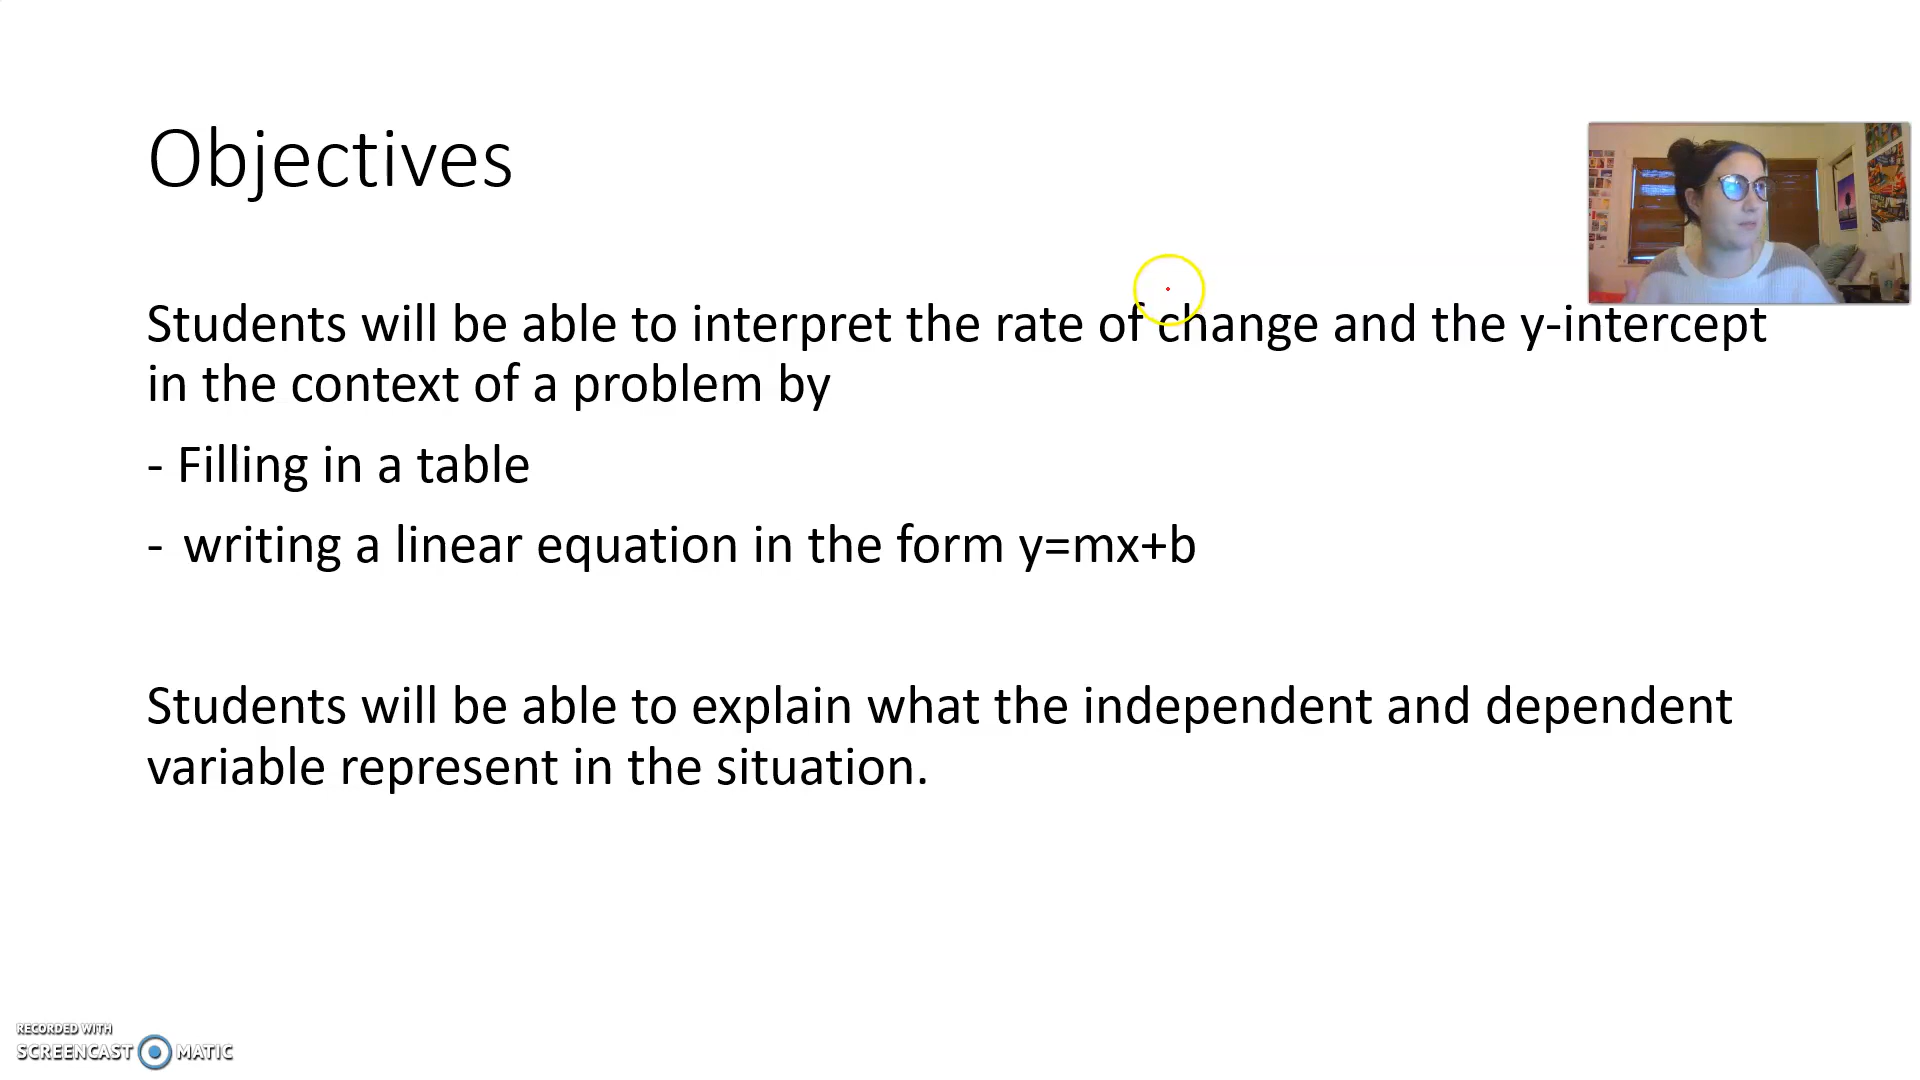 Objectives
Students will be able to interpret the rate of change and the y-intercept
in the context of a problem by
- Filling in a table
- writing a linear equation in the form y=mx+b
Students will be able to explain what the independent and dependent
variable represent in the situation.
RECORDED WITH
SCREENCAST MATIC